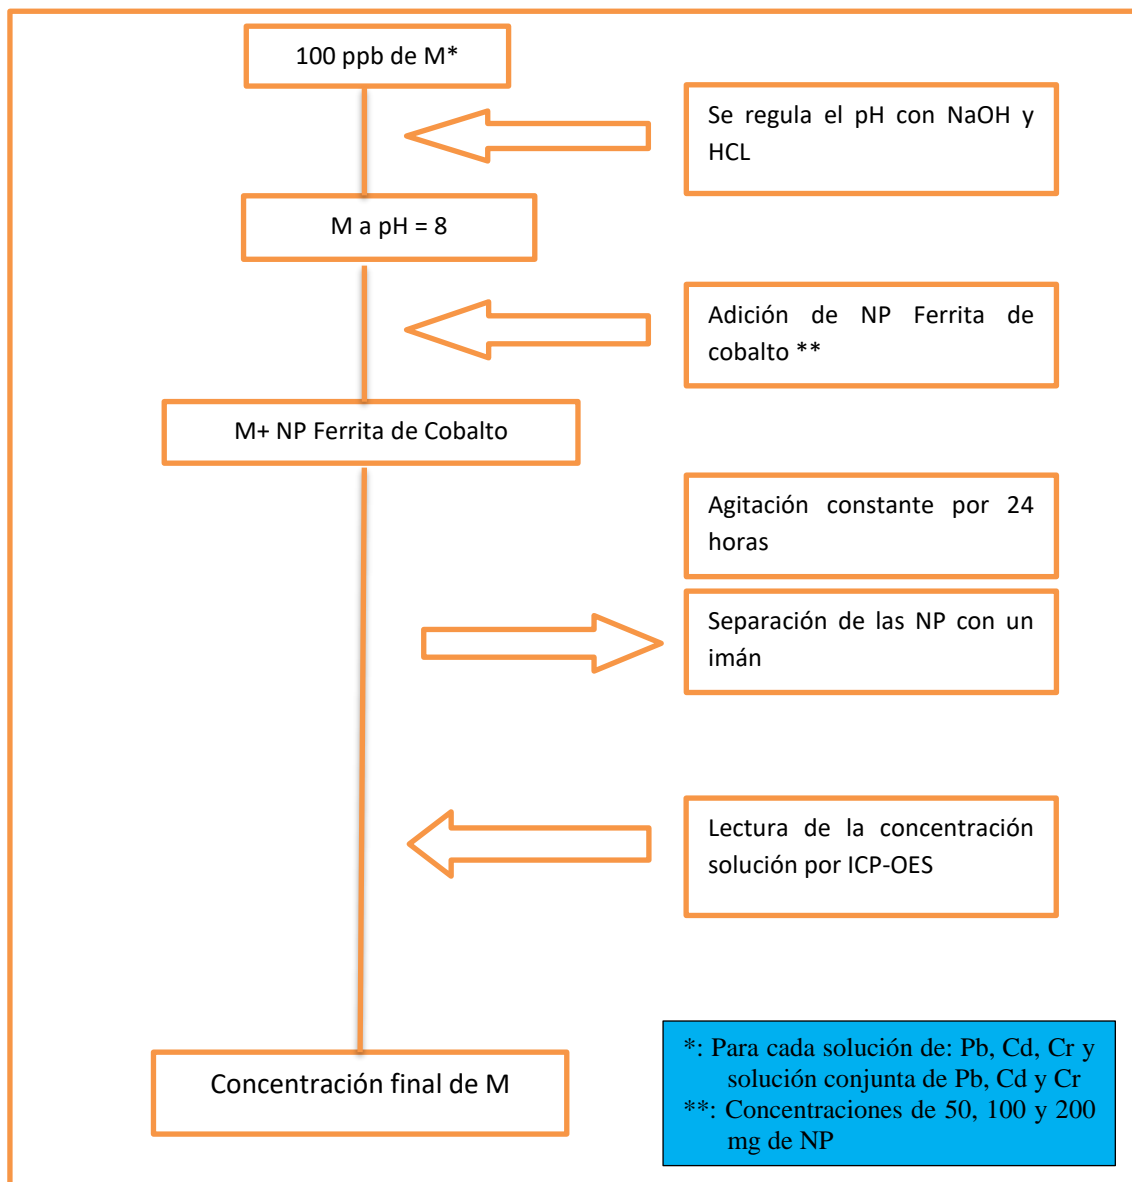 100 ppb de M*
Se regula el pH con NaOH y
HCL
M a pH = 8
Adición de NP Ferrita de
cobalto **
M+ NP Ferrita de Cobalto
Agitación constante por 24
horas
Separación de las NP con un
imán
Lectura de la concentración
solución por ICP-OES
Concentración final de M
*: Para cada solución de: Pb, Cd, Cr y
solución conjunta de Pb, Cd y Cr
**: Concentraciones de 50, 100 y 200
mg de NP